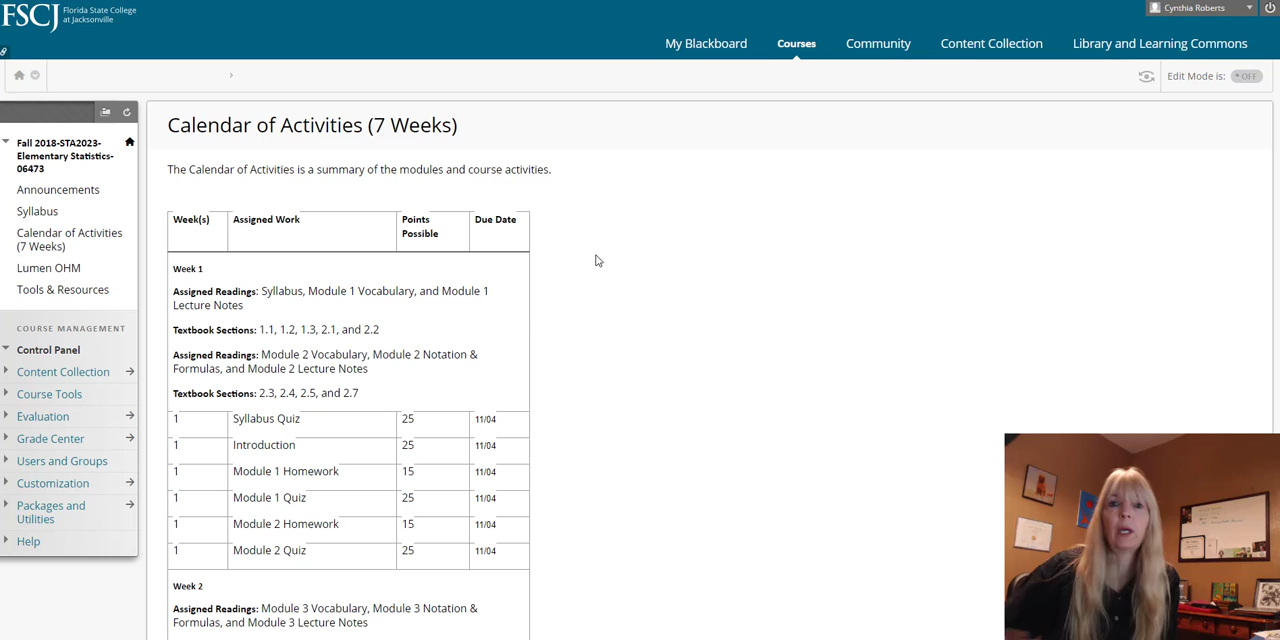 FSCJ Florida State College
at Jacksonville
Cynthia Roberts
My Blackboard Courses Community Content Collection Library and Learning Commons
Edit Mode is: OFF
Fall 2018-STA2023-
Elementary Statistics-
06473
Announcements
Syllabus
Calendar of Activities
(7 Weeks)
Lumen OHM
Tools & Resources
COURSE MANAGEMENT
Control Panel
Content Collection
Course Tools
Evaluation
Grade Center
Users and Groups
Customization
Packages and
Utilities
Help
Calendar of Activities (7 Weeks)
The Calendar of Activities is a summary of the modules and course activities.
Week(s) Assigned Work Points Possible Due Date
Week 1
Assigned Readings: Syllabus, Module 1 Vocabulary, and Module 1
Lecture Notes
Textbook Sections: 1.1, 1.2, 1.3, 2.1, and 2.2
Assigned Readings: Module 2 Vocabulary, Module 2 Notation &
Formulas, and Module 2 Lecture Notes
Textbook Sections: 2.3, 2.4, 2.5, and 2.7
1 Syllabus Quiz 25 11/04
1 Introduction 25 11/04
1 Module 1 Homework 15 11/04
1 Module 1 Quiz 25 11/04
1 Module 2 Homework 15 11/04
1 Module 2 Quiz 25 11/04
Week 2
Assigned Readings: Module 3 Vocabulary, Module 3 Notation &
Formulas, and Module 3 Lecture Notes